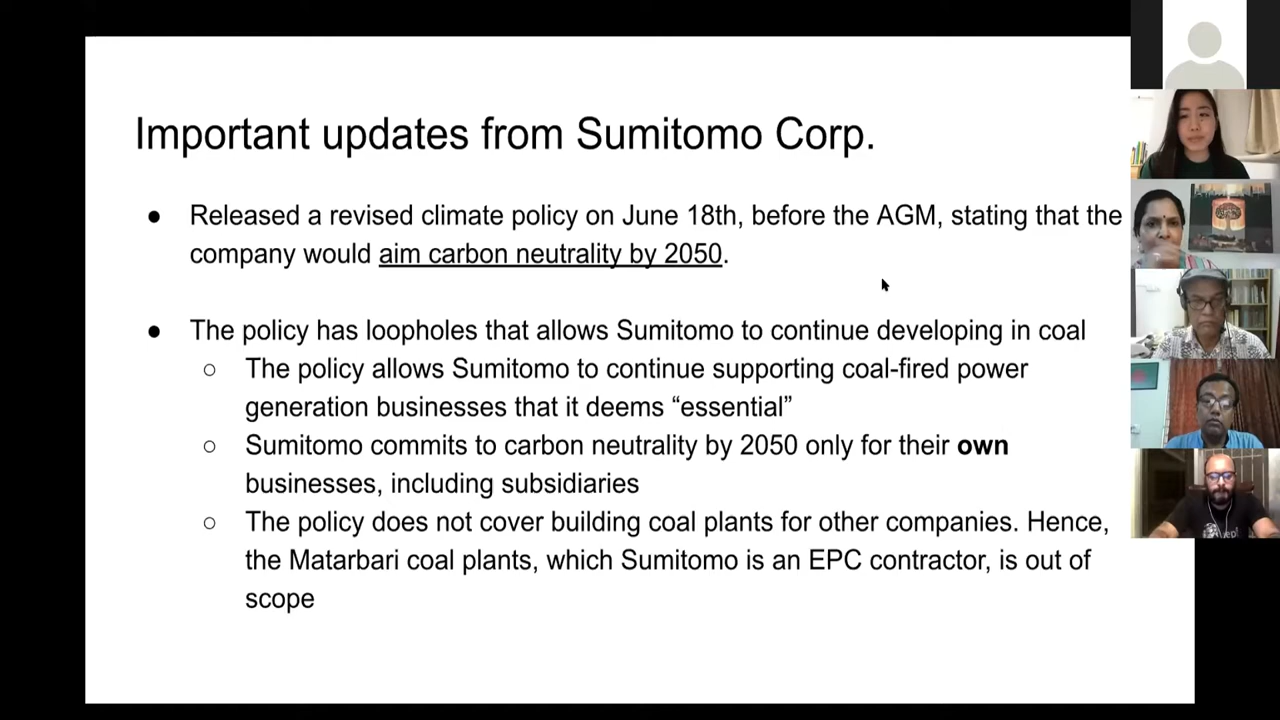 Important updates from Sumitomo Corp.
● Released a revised climate policy on June 18th, before the AGM, stating that the
company would aim carbon neutrality by 2050.
● The policy has loopholes that allows Sumitomo to continue developing in coal
○ The policy allows Sumitomo to continue supporting coal-fired power
generation businesses that it deems “essential”
○ Sumitomo commits to carbon neutrality by 2050 only for their own
businesses, including subsidiaries
○ The policy does not cover building coal plants for other companies. Hence,
the Matarbari coal plants, which Sumitomo is an EPC contractor, is out of
scope